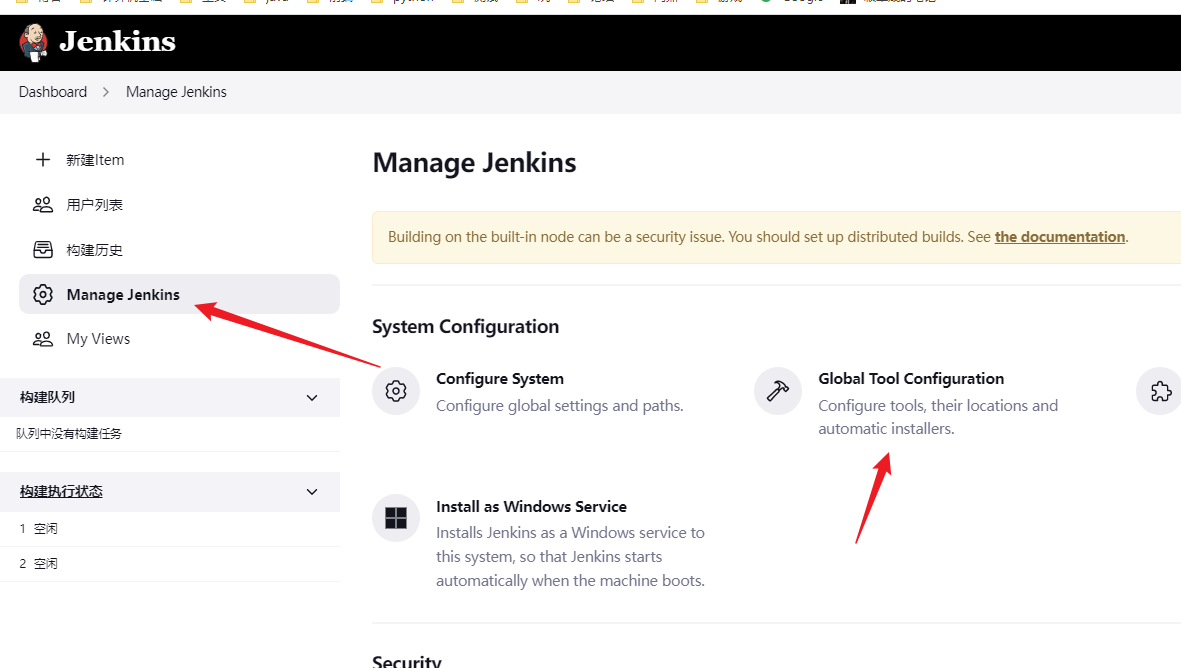 Jenkins
Dashboard
Manage Jenkins
新建Item
用户列表
构建历史
Manage Jenkins
My Views
构建队列
队列中没有构建任务
构建执行状态
1 空闲
2 空闲
Manage Jenkins
Building on the built-in node can be a security issue. You should set up distributed builds. See the documentation.
System Configuration
Configure System
Configure global settings and paths.
Global Tool Configuration
Configure tools, their locations and
automatic installers.
Install as Windows Service
Installs Jenkins as a Windows service to
this system, so that Jenkins starts
automatically when the machine boots.
Security